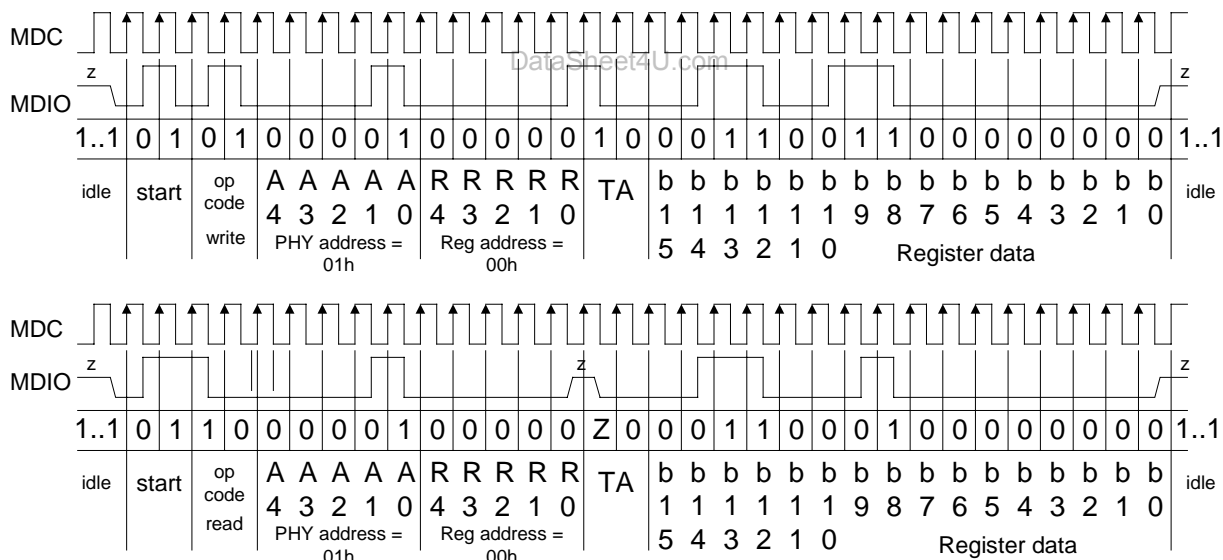 MDC
DataSheet4U.com
z z
MDIO
1..1 0 1 0 1 0 0 0 0 1 0 0 0 0 0 1 0 0 0 1 1 0 0 1 1 0 0 0 0 0 0 0 0 1..1
idle start op code write A A A A A R R R R R TA b b b b b b b b b b b b b b b b idle
4 3 2 1 0 4 3 2 1 0 1 1 1 1 1 1 9 8 7 6 5 4 3 2 1 0
PHY address = 01h Reg address = 00h 5 4 3 2 1 0 Register data
MDC
z z z
MDIO
1..1 0 1 1 0 0 0 0 0 1 0 0 0 0 0 Z 0 0 0 1 1 0 0 0 1 0 0 0 0 0 0 0 0 1..1
idle start op code read A A A A A R R R R R TA b b b b b b b b b b b b b b b b idle
4 3 2 1 0 4 3 2 1 0 1 1 1 1 1 1 9 8 7 6 5 4 3 2 1 0
PHY address = 01h Reg address = 00h 5 4 3 2 1 0 Register data